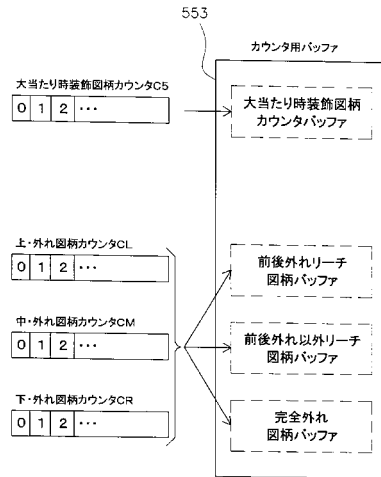 553
カウンタ用バッファ
大当たり時装飾図柄カウンタC5
0 1 2 ･･･
大当たり時装飾図柄
カウンタバッファ
上・外れ図柄カウンタCL
0 1 2 ･･･
前後外れリーチ
図柄バッファ
中・外れ図柄カウンタCM
0 1 2 ･･･
前後外れ以外リーチ
図柄バッファ
下・外れ図柄カウンタCR
0 1 2 ･･･
完全外れ
図柄バッファ